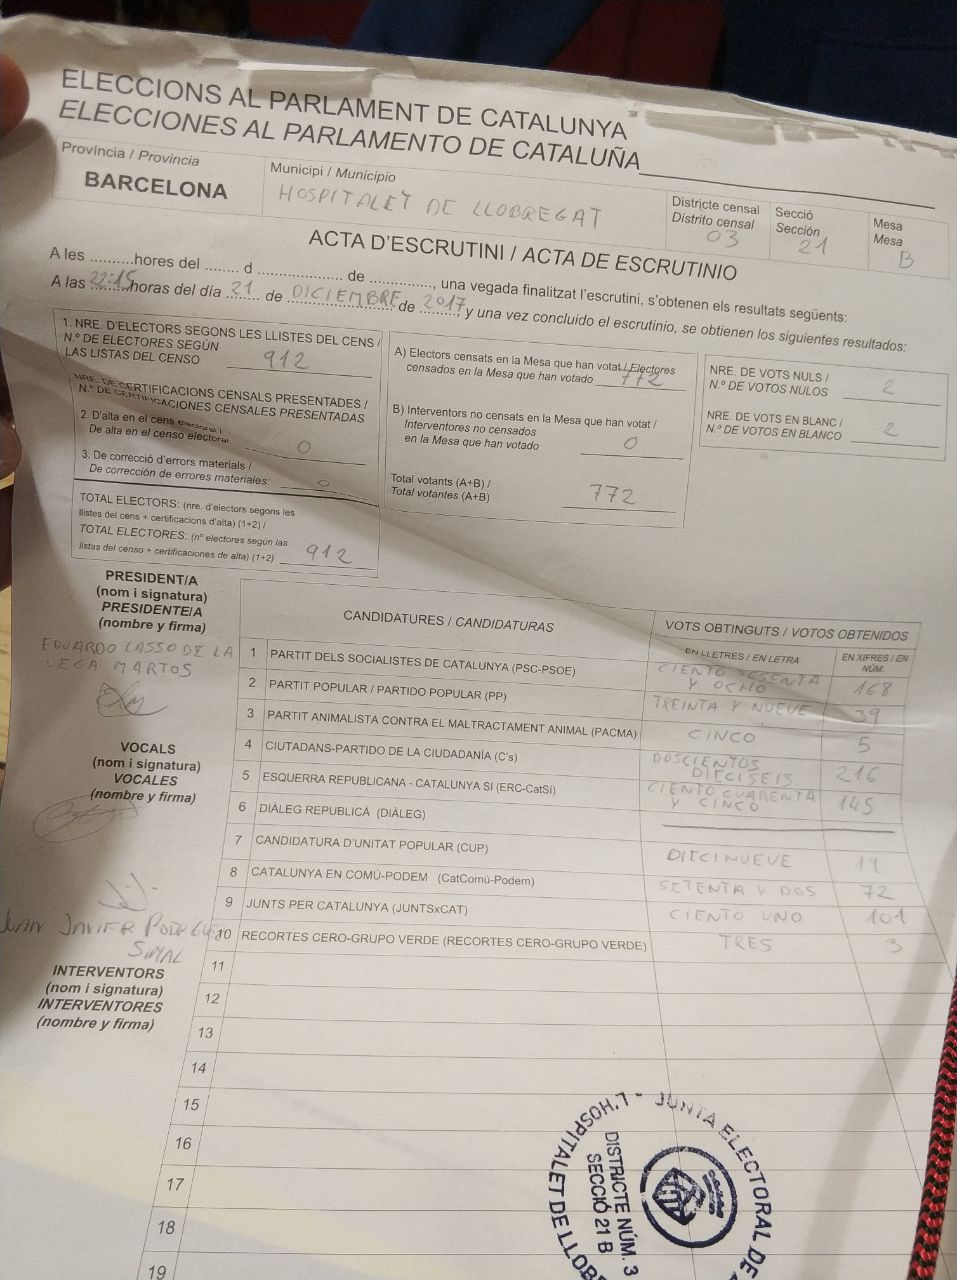 ELECCIONS AL PARLAMENT DE CATALUNYA
ELECCIONES AL PARLAMENTO DE CATALUÑA
Província / Provincia
BARCELONA
Municipi / Municipio
HOSPITALET DE LLOBREGAT
Districte censal
Distrito censal
03
Secció
Sección
21
Mesa
Mesa
B
ACTA D'ESCRUTINI / ACTA DE ESCRUTINIO
A les ..........hores del ........ d .................... de ..............., una vegada finalitzat l'escrutini, s'obtenen els resultats següents:
A las 22:15 horas del día 21 de DICIEMBRE de 2017, y una vez concluido el escrutinio, se obtienen los siguientes resultados:
1. NRE. D'ELECTORS SEGONS LES LLISTES DEL CENS /
N.º DE ELECTORES SEGÚN
LAS LISTAS DEL CENSO 912
NRE. DE CERTIFICACIONS CENSALS PRESENTADES /
N.º DE CERTIFICACIONES CENSALES PRESENTADAS
2. D'alta en el cens electoral /
De alta en el censo electoral: 0
3. De correcció d'errors materials /
De corrección de errores materiales: 0
TOTAL ELECTORS: (nre. d'electors segons les
llistes del cens + certificacions d'alta) (1+2) /
TOTAL ELECTORES: (nº electores según las
listas del censo + certificaciones de alta) (1+2) 912
A) Electors censats en la Mesa que han votat / Electores
censados en la Mesa que han votado 772
B) Interventors no censats en la Mesa que han votat /
Interventores no censados
en la Mesa que han votado 0
Total votants (A+B) /
Total votantes (A+B) 772
NRE. DE VOTS NULS /
N.º DE VOTOS NULOS 2
NRE. DE VOTS EN BLANC /
N.º DE VOTOS EN BLANCO 2
PRESIDENT/A
(nom i signatura)
PRESIDENTE/A
(nombre y firma)
EDUARDO LASSO DE LA
VEGA MARTOS
VOCALS
(nom i signatura)
VOCALES
(nombre y firma)
JUAN JAVIER
INTERVENTORS
(nom i signatura)
INTERVENTORES
(nombre y firma)
CANDIDATURES / CANDIDATURAS
VOTS OBTINGUTS / VOTOS OBTENIDOS
EN LLETRES / EN LETRA
EN XIFRES / EN NÚM.
1 PARTIT DELS SOCIALISTES DE CATALUNYA (PSC-PSOE) CIENTO SESENTA Y OCHO 168
2 PARTIT POPULAR / PARTIDO POPULAR (PP) TREINTA Y NUEVE 39
3 PARTIT ANIMALISTA CONTRA EL MALTRACTAMENT ANIMAL (PACMA) CINCO 5
4 CIUTADANS-PARTIDO DE LA CIUDADANÍA (C's) DOSCIENTOS DIECISEIS 216
5 ESQUERRA REPUBLICANA - CATALUNYA SI (ERC-CatSí) CIENTO CUARENTA Y CINCO 145
6 DIÀLEG REPUBLICÀ (DIÀLEG)
7 CANDIDATURA D'UNITAT POPULAR (CUP) DIECINUEVE 19
8 CATALUNYA EN COMÚ-PODEM (CatComú-Podem) SETENTA Y DOS 72
9 JUNTS PER CATALUNYA (JUNTSxCAT) CIENTO UNO 101
10 RECORTES CERO-GRUPO VERDE (RECORTES CERO-GRUPO VERDE) TRES 3
11
12
13
14
15
16
17
18
19
JUNTA ELECTORAL DE
L'HOSPITALET DE LLOB
DISTRICTE NÚM. 3
SECCIÓ 21 B